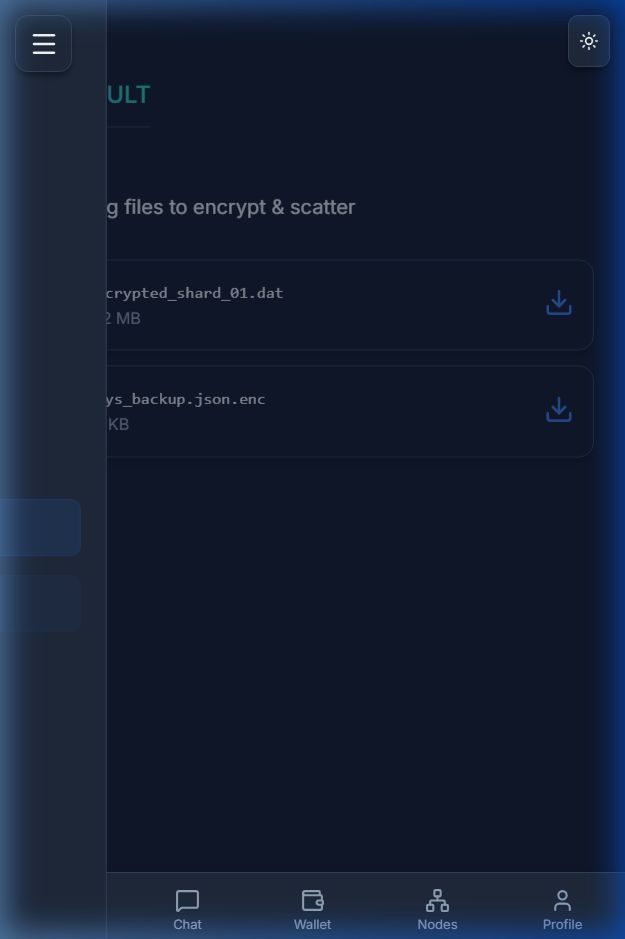 ULT
g files to encrypt & scatter
crypted_shard_01.dat
2 MB
ys_backup.json.enc
KB
Chat
Wallet
Nodes
Profile